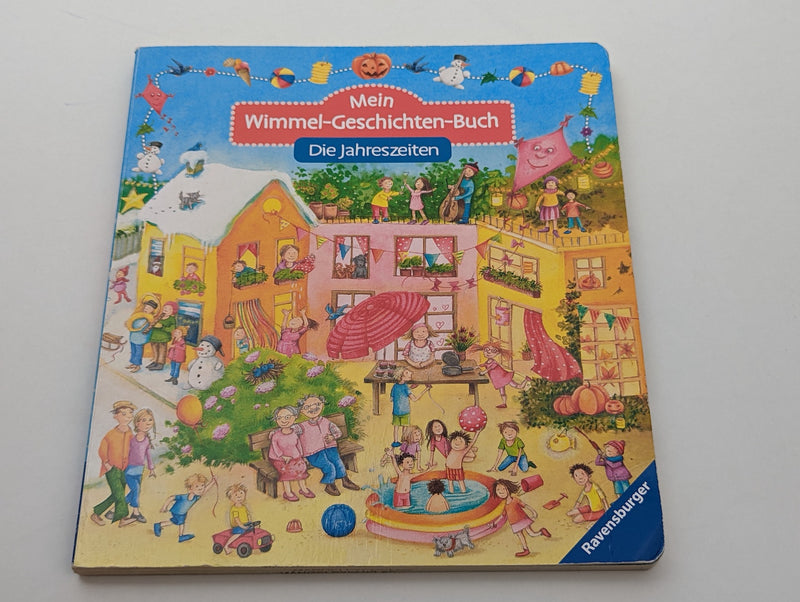 Mein
Wimmel-Geschichten-Buch
Die Jahreszeiten
Ravensburger